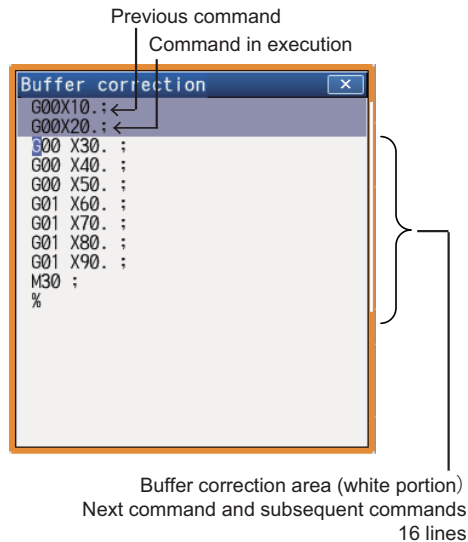 Previous command
Command in execution
Buffer correction ×
G00X10.;
G00X20.;
G00 X30. ;
G00 X40. ;
G00 X50. ;
G01 X60. ;
G01 X70. ;
G01 X80. ;
G01 X90. ;
M30 ;
%
Buffer correction area (white portion）
Next command and subsequent commands
16 lines